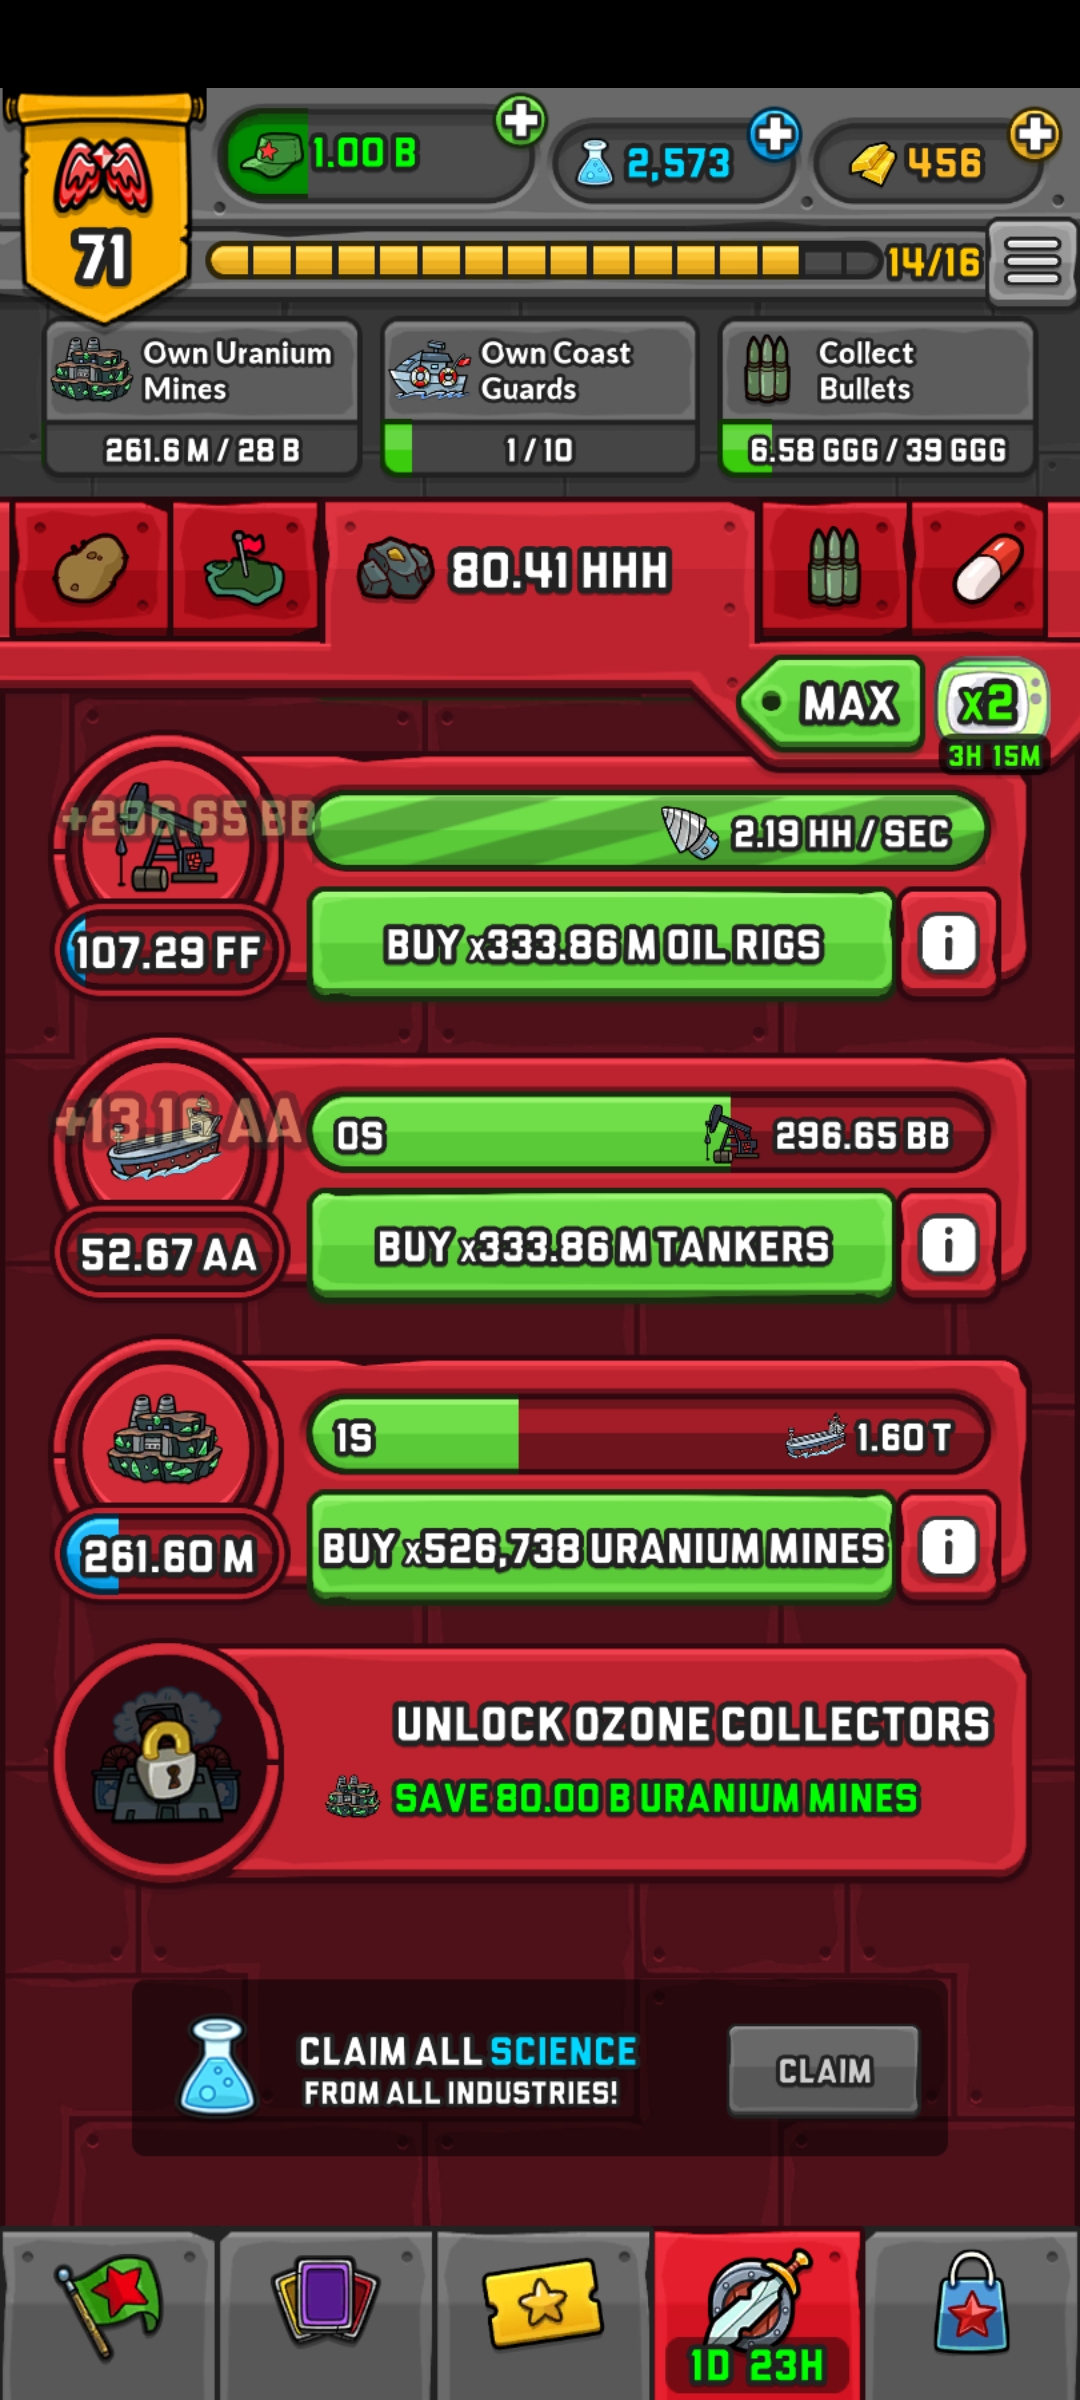 71
1.00 B
2,573
456
14/16
Own Uranium
Mines
261.6 M / 28 B
Own Coast
Guards
1 / 10
Collect
Bullets
6.58 GGG / 39 GGG
80.41 HHH
MAX
x2
3H 15M
+296.65 BB
2.19 HH / SEC
107.29 FF
BUY x333.86 M OIL RIGS
i
+13.18 AA
0S
296.65 BB
52.67 AA
BUY x333.86 M TANKERS
i
1S
1.60 T
261.60 M
BUY x526,738 URANIUM MINES
i
UNLOCK OZONE COLLECTORS
SAVE 80.00 B URANIUM MINES
CLAIM ALL SCIENCE
FROM ALL INDUSTRIES!
CLAIM
1D 23H